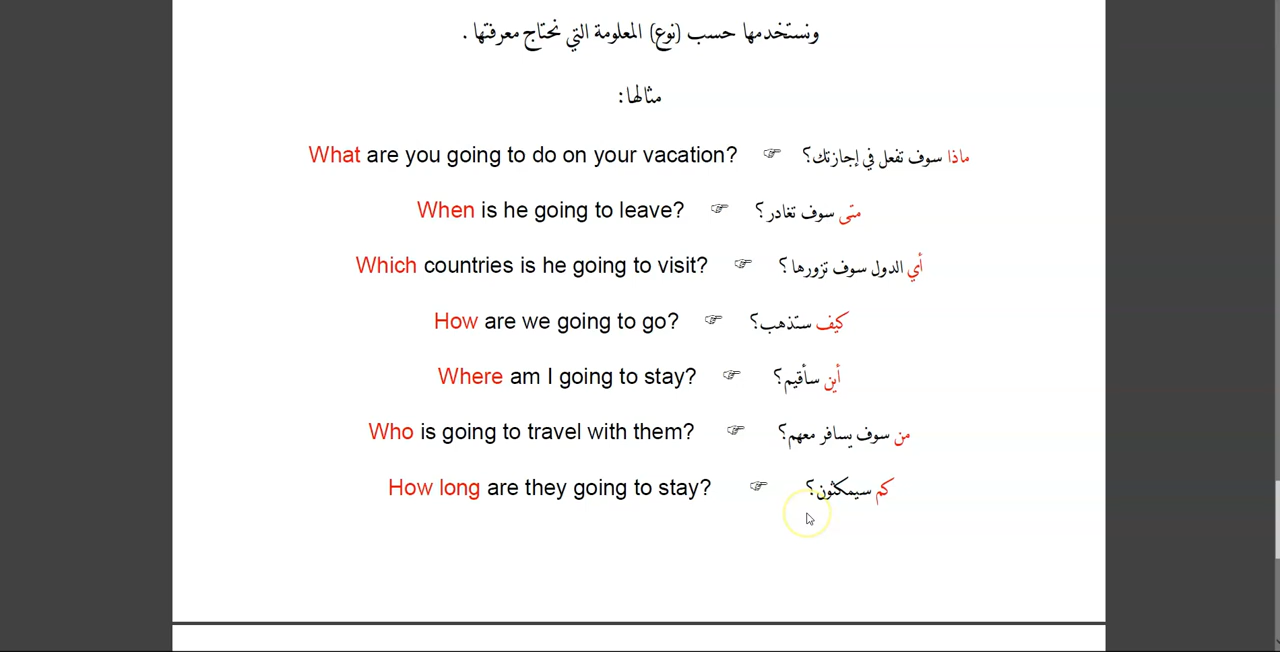 ونستخدمها حسب (نوع) المعلومة التي نحتاج معرفتها .
مثالها:
What are you going to do on your vacation? ☞ ماذا سوف تفعل في إجازتك؟
When is he going to leave? ☞ متى سوف تغادر؟
Which countries is he going to visit? ☞ أي الدول سوف تزورها ؟
How are we going to go? ☞ كيف ستذهب؟
Where am I going to stay? ☞ أين سأقيم؟
Who is going to travel with them? ☞ من سوف يسافر معهم؟
How long are they going to stay? ☞ كم سيمكثون؟